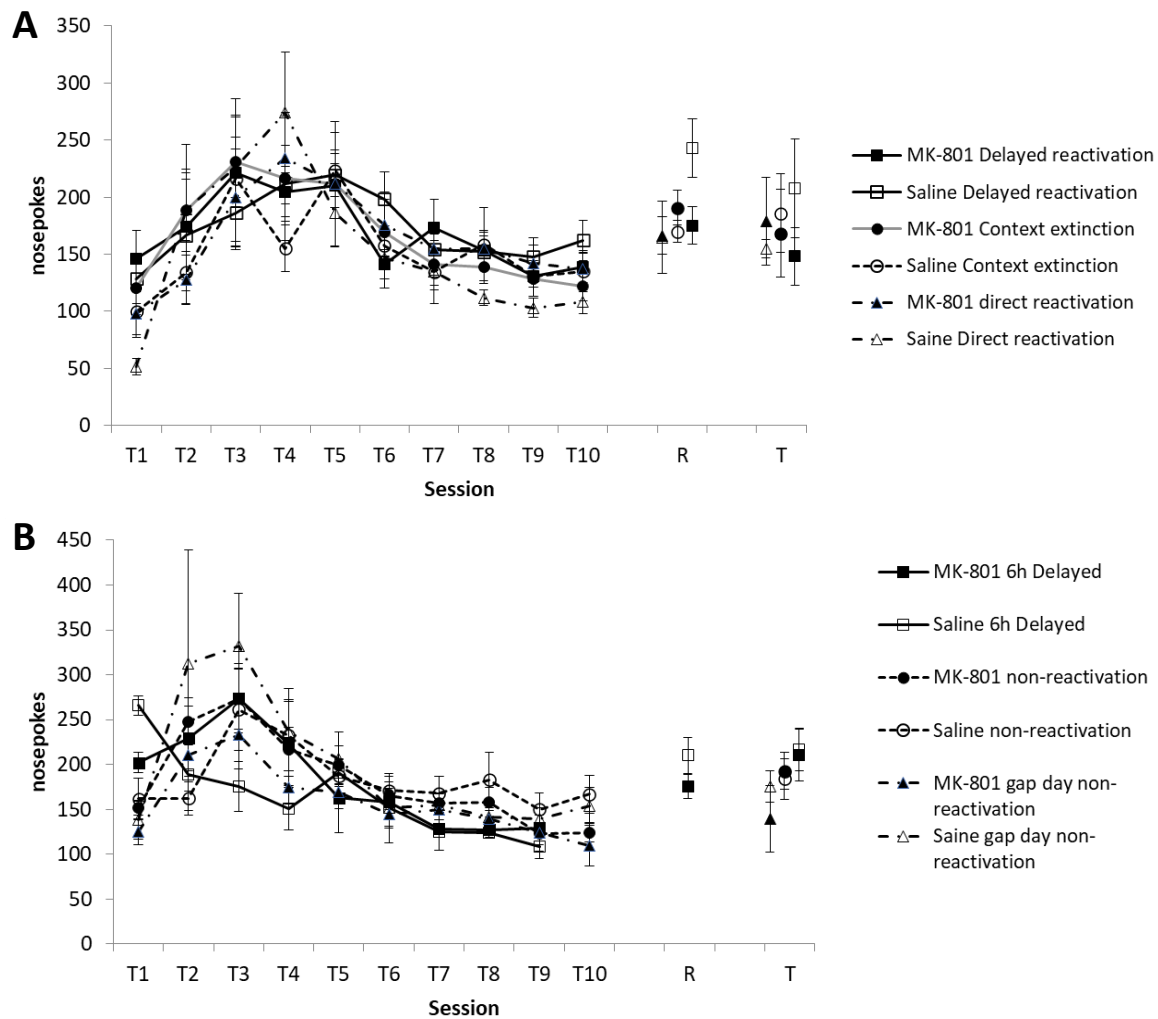 A
350
300
250
200
150
100
50
0
nosepokes
T1 T2 T3 T4 T5 T6 T7 T8 T9 T10 R T
Session
MK-801 Delayed reactivation
Saline Delayed reactivation
MK-801 Context extinction
Saline Context extinction
MK-801 direct reactivation
Saine Direct reactivation
B
450
400
350
300
250
200
150
100
50
0
nosepokes
T1 T2 T3 T4 T5 T6 T7 T8 T9 T10 R T
Session
MK-801 6h Delayed
Saline 6h Delayed
MK-801 non-reactivation
Saline non-reactivation
MK-801 gap day non-
reactivation
Saine gap day non-
reactivation